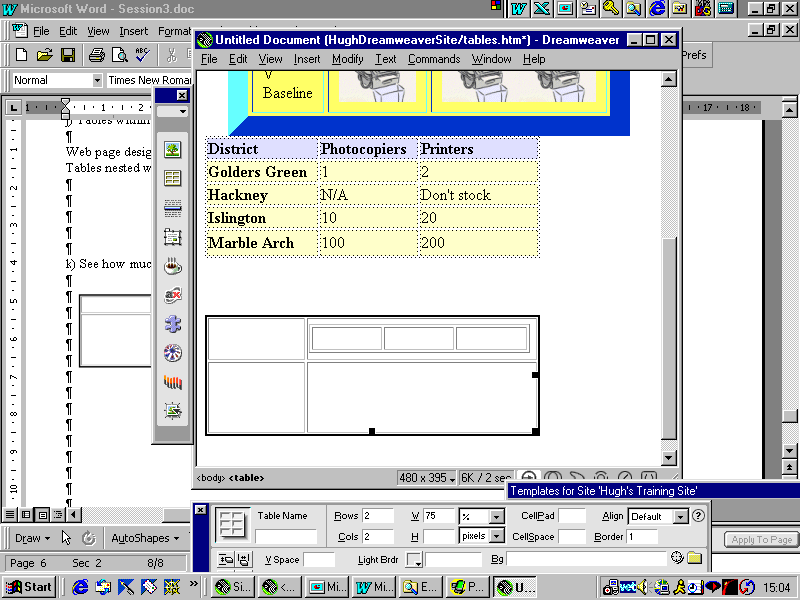 Microsoft Word - Session3.doc
File Edit View Insert Format
Normal Times New Roman
Untitled Document (HughDreamweaverSite/tables.htm*) - Dreamweaver
File Edit View Insert Modify Text Commands Window Help
Prefs
Baseline
District Photocopiers Printers
Golders Green 1 2
Hackney N/A Don't stock
Islington 10 20
Marble Arch 100 200
j) Tables within
Web page desig
Tables nested w
k) See how muc
<body> <table> 480 x 395 6K / 2 sec
Templates for Site 'Hugh's Training Site'
Table Name Rows 2 W 75 % CellPad Align Default
Cols 2 H pixels CellSpace Border 1
V Space Light Brdr Bg
Apply To Page
Draw AutoShapes
Page 6 Sec 2 8/8
Start Si... <... Mi... Mi... E... P... U... 15:04